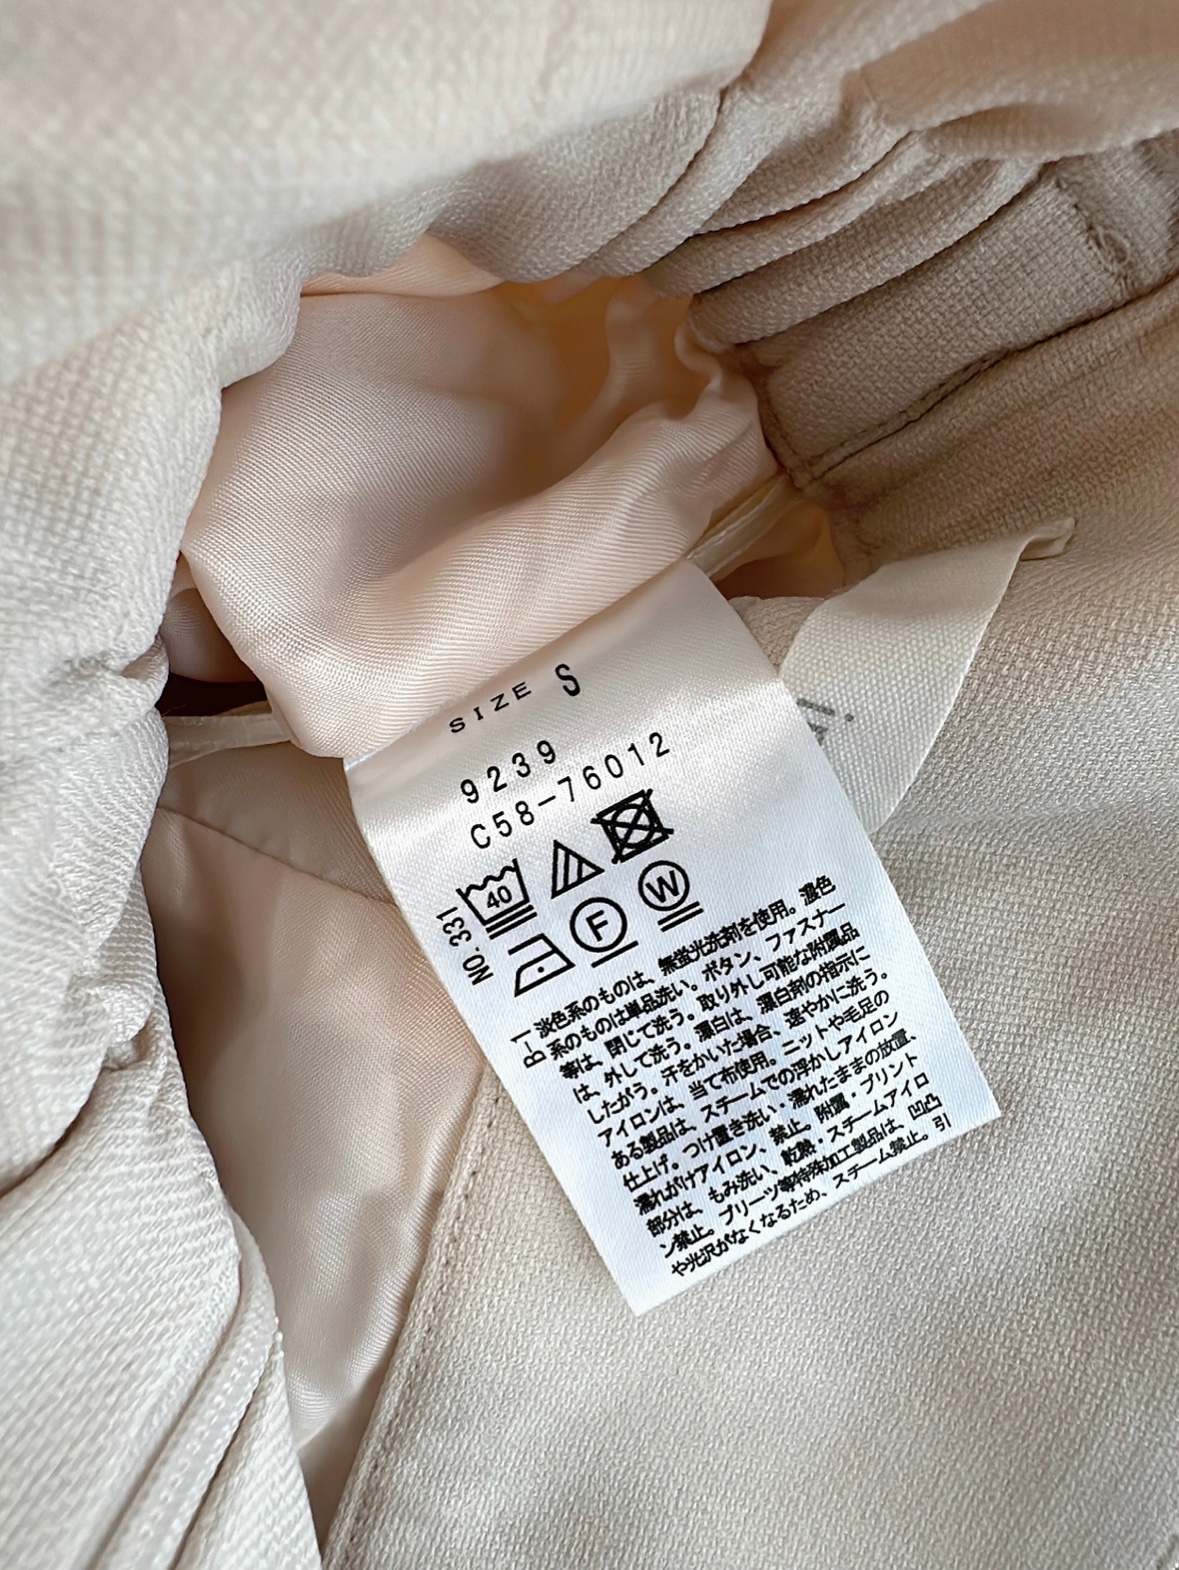 SIZE S
9239
C58-76012
NO. 331
40
F
W
B-1 淡色系のものは、無蛍光洗剤を使用。濃色
系のものは単品洗い。ボタン、ファスナー
等は、閉じて洗う。取り外し可能な附属品
は、外して洗う。漂白は、漂白剤の指示に
したがう。汗をかいた場合、速やかに洗う。
アイロンは、当て布使用。ニットや毛足の
ある製品は、スチームでの浮かしアイロン
仕上げ。つけ置き洗い・濡れたままの放置、
濡れがけアイロン、禁止。附属・プリント
部分は、もみ洗い、乾熱・スチームアイロ
ン禁止。プリーツ等特殊加工製品は、凹凸
や光沢がなくなるため、スチーム禁止。引